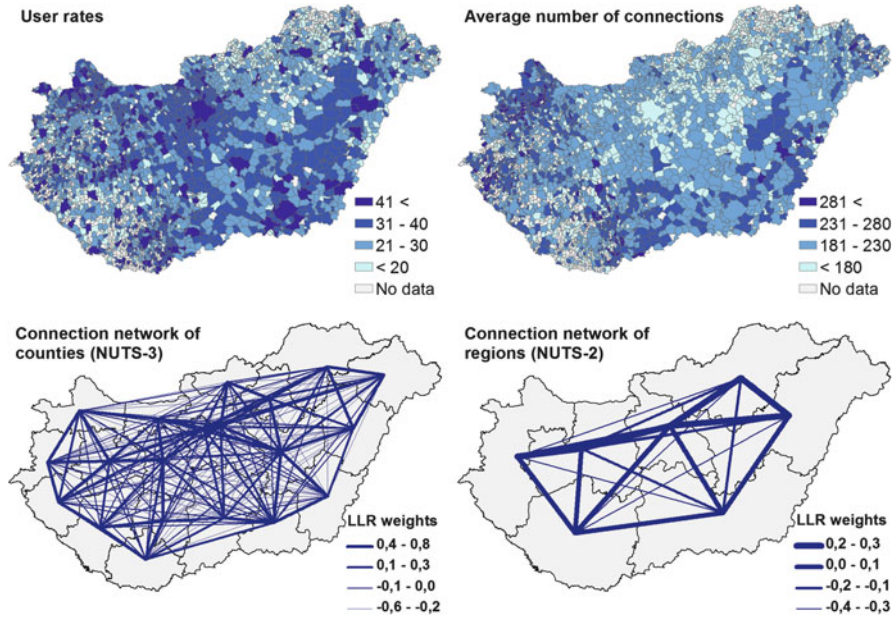 User rates
41 <
31 - 40
21 - 30
< 20
No data
Average number of connections
281 <
231 - 280
181 - 230
< 180
No data
Connection network of
counties (NUTS-3)
LLR weights
0,4 - 0,8
0,1 - 0,3
-0,1 - 0,0
-0,6 - -0,2
Connection network of
regions (NUTS-2)
LLR weights
0,2 - 0,3
0,0 - 0,1
-0,2 - -0,1
-0,4 - -0,3